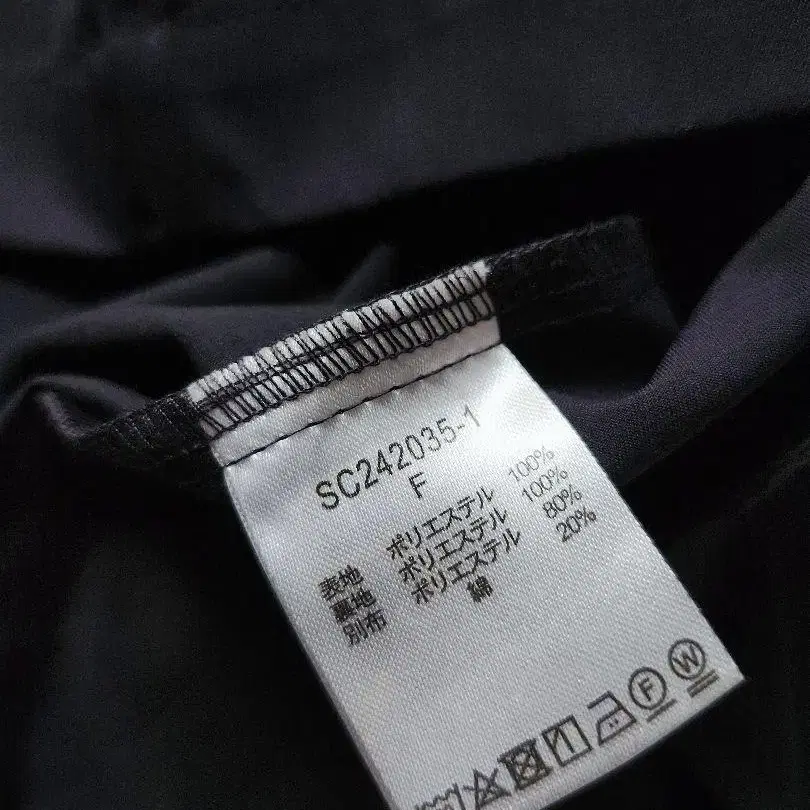 SC242035-1
F
表地 ポリエステル 100%
裏地 ポリエステル 100%
別布 ポリエステル 80%
綿 20%
F W